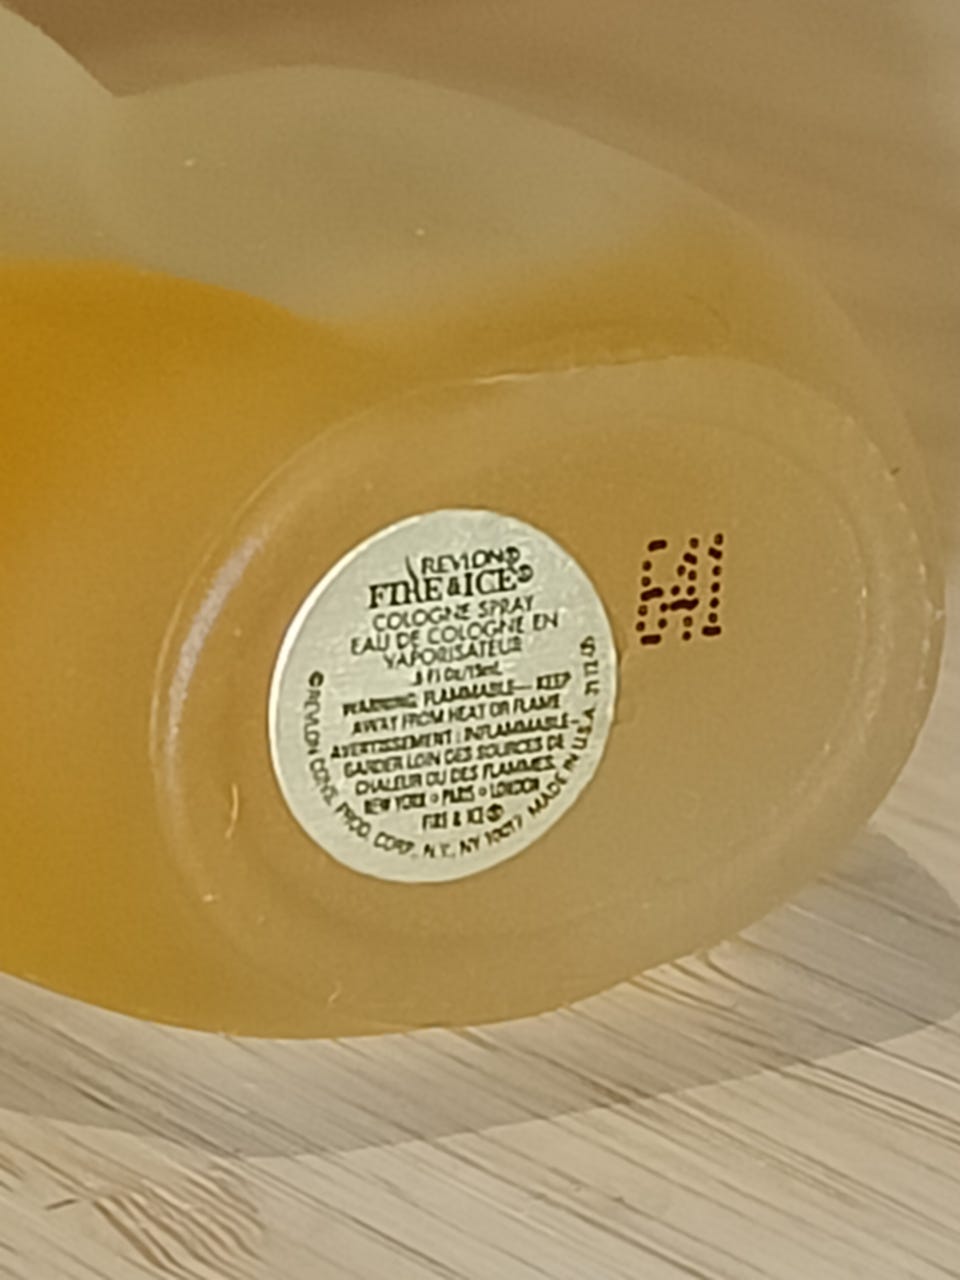 REVLON®
FIRE & ICE®
COLOGNE SPRAY
EAU DE COLOGNE EN
VAPORISATEUR
.5 Fl Oz/15mL
WARNING: FLAMMABLE— KEEP
AWAY FROM HEAT OR FLAME
AVERTISSEMENT : INFLAMMABLE-
GARDER LOIN DES SOURCES DE
CHALEUR OU DES FLAMMES.
NEW YORK • PARIS • LONDON
FIRE & ICE
© REVLON CONS. PROD. CORP., N.Y., NY 10017 MADE IN U.S.A.